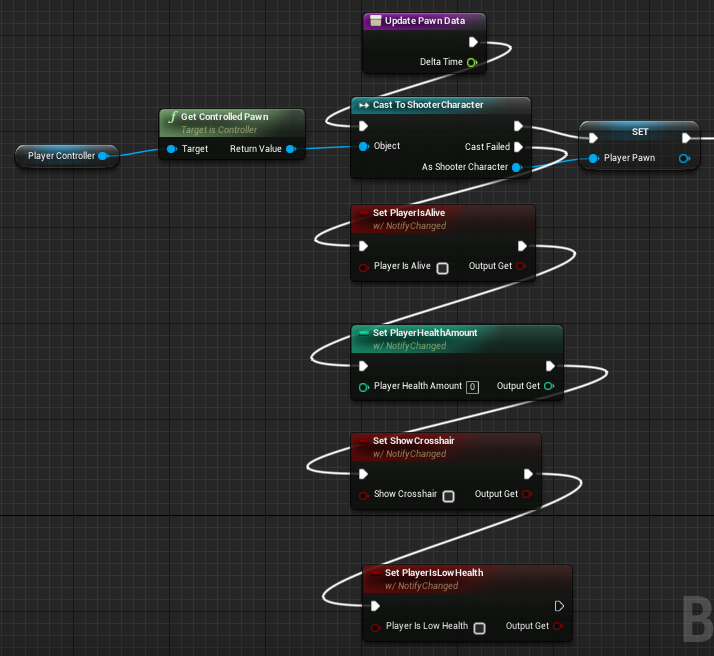 Update Pawn Data
Delta Time
Cast To ShooterCharacter
Object
Cast Failed
As Shooter Character
Get Controlled Pawn
Target is Controller
Target Return Value
Player Controller
SET
Player Pawn
Set PlayerIsAlive
w/ NotifyChanged
Player Is Alive Output Get
Set PlayerHealthAmount
w/ NotifyChanged
Player Health Amount 0 Output Get
Set ShowCrosshair
w/ NotifyChanged
Show Crosshair Output Get
Set PlayerIsLowHealth
w/ NotifyChanged
Player Is Low Health Output Get
B